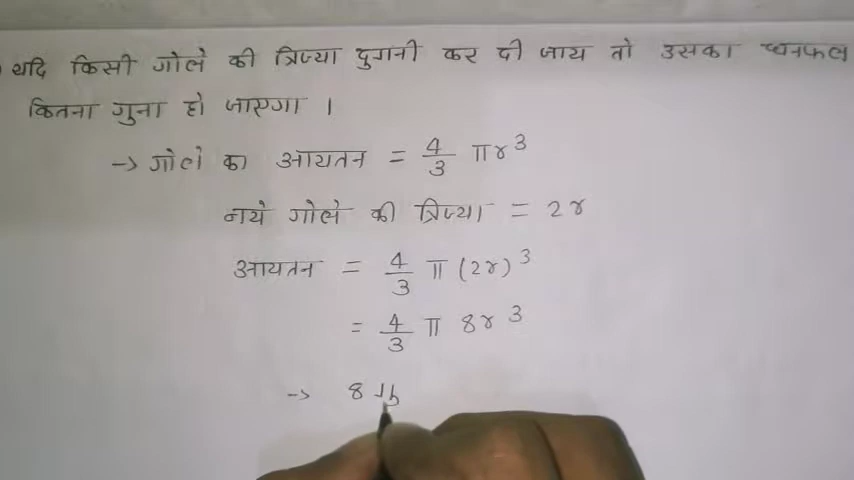 यदि किसी गोले की त्रिज्या दुगनी कर दी जाय तो उसका घनफल
कितना गुना हो जाएगा ।
→ गोले का आयतन = 4/3 πr³
नये गोले की त्रिज्या = 2r
आयतन = 4/3 π(2r)³
= 4/3 π 8r³
→ 8